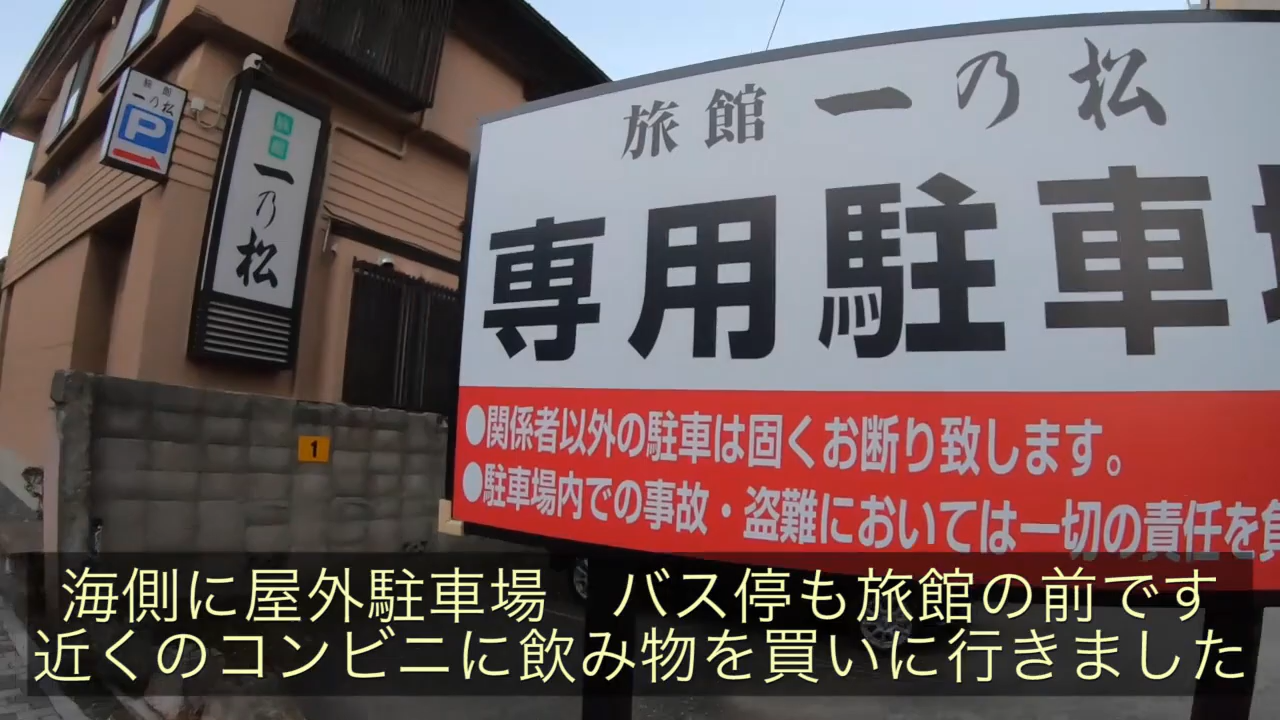 旅館
一乃松
P
旅館
一乃松
1
旅館 一乃松
専用駐車
●関係者以外の駐車は固くお断り致します。
●駐車場内での事故・盗難においては一切の責任を負
海側に屋外駐車場　バス停も旅館の前です
近くのコンビニに飲み物を買いに行きました